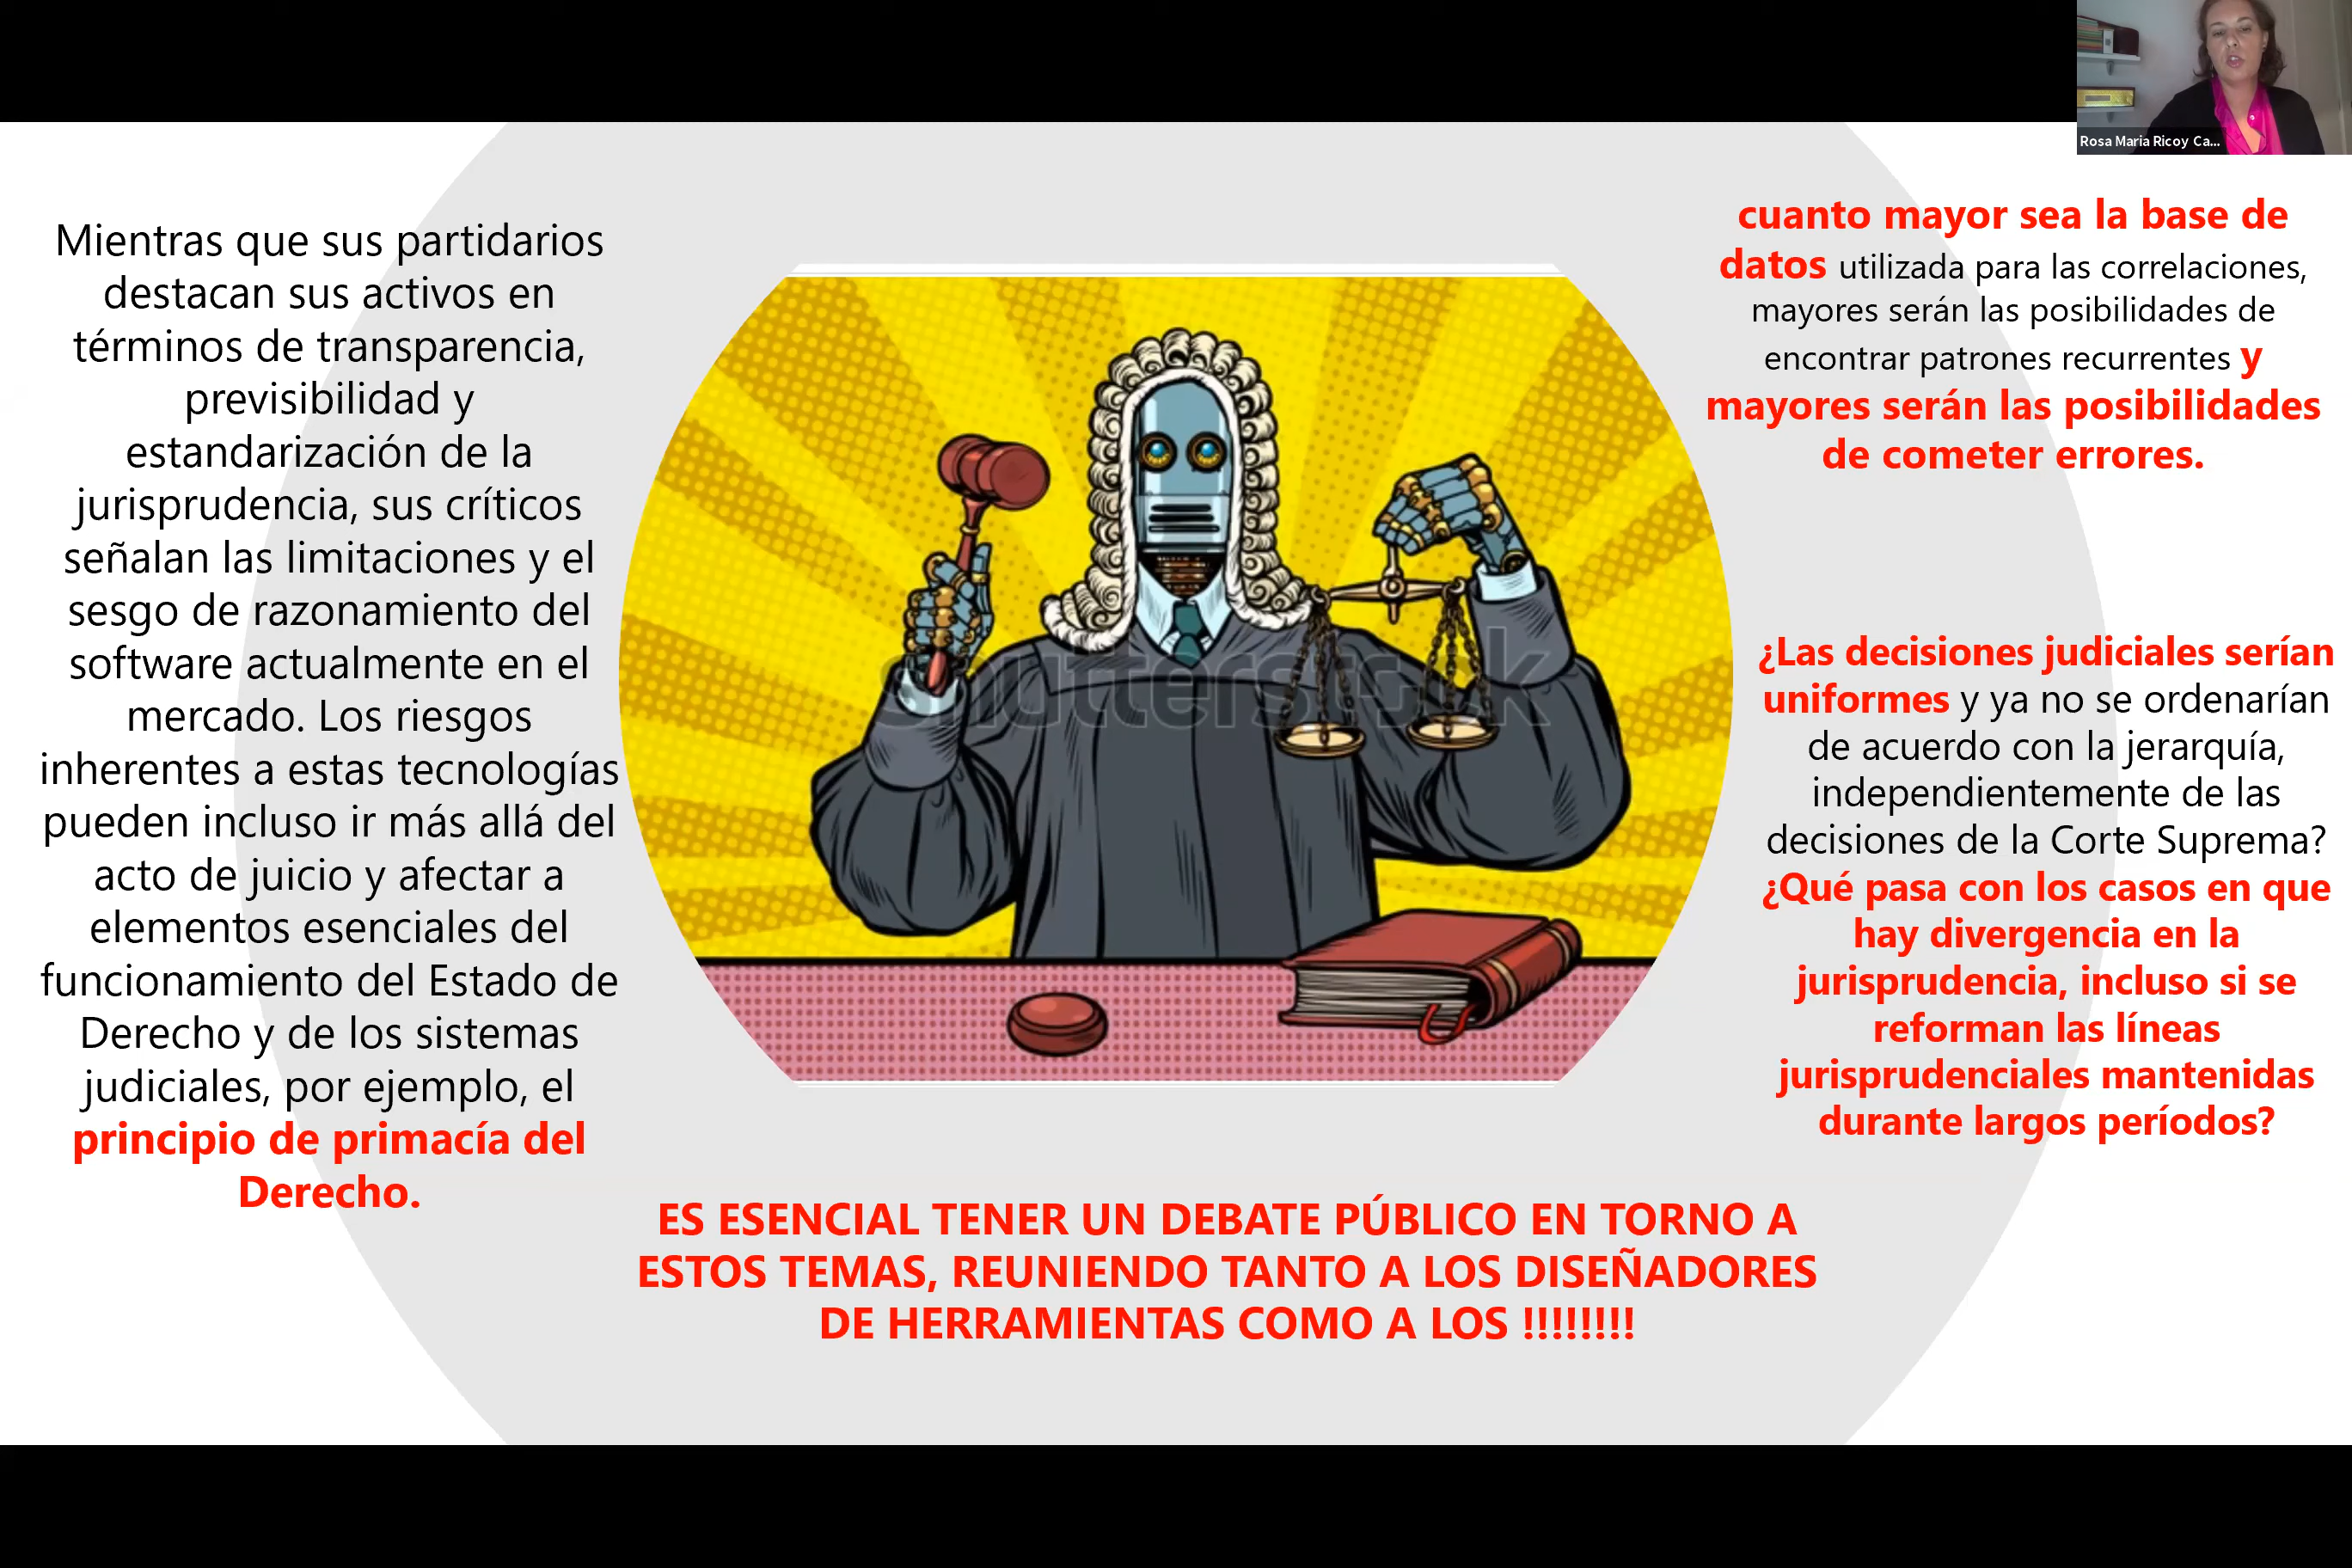 Rosa Maria Ricoy Ca...
Mientras que sus partidarios
destacan sus activos en
términos de transparencia,
previsibilidad y
estandarización de la
jurisprudencia, sus críticos
señalan las limitaciones y el
sesgo de razonamiento del
software actualmente en el
mercado. Los riesgos
inherentes a estas tecnologías
pueden incluso ir más allá del
acto de juicio y afectar a
elementos esenciales del
funcionamiento del Estado de
Derecho y de los sistemas
judiciales, por ejemplo, el
principio de primacía del
Derecho.
shutterstock
cuanto mayor sea la base de
datos utilizada para las correlaciones,
mayores serán las posibilidades de
encontrar patrones recurrentes y
mayores serán las posibilidades
de cometer errores.
¿Las decisiones judiciales serían
uniformes y ya no se ordenarían
de acuerdo con la jerarquía,
independientemente de las
decisiones de la Corte Suprema?
¿Qué pasa con los casos en que
hay divergencia en la
jurisprudencia, incluso si se
reforman las líneas
jurisprudenciales mantenidas
durante largos períodos?
ES ESENCIAL TENER UN DEBATE PÚBLICO EN TORNO A
ESTOS TEMAS, REUNIENDO TANTO A LOS DISEÑADORES
DE HERRAMIENTAS COMO A LOS !!!!!!!!